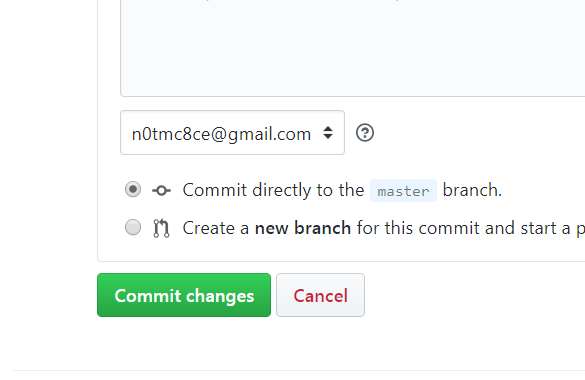 n0tmc8ce@gmail.com
Commit directly to the master branch.
Create a new branch for this commit and start a
Commit changes
Cancel